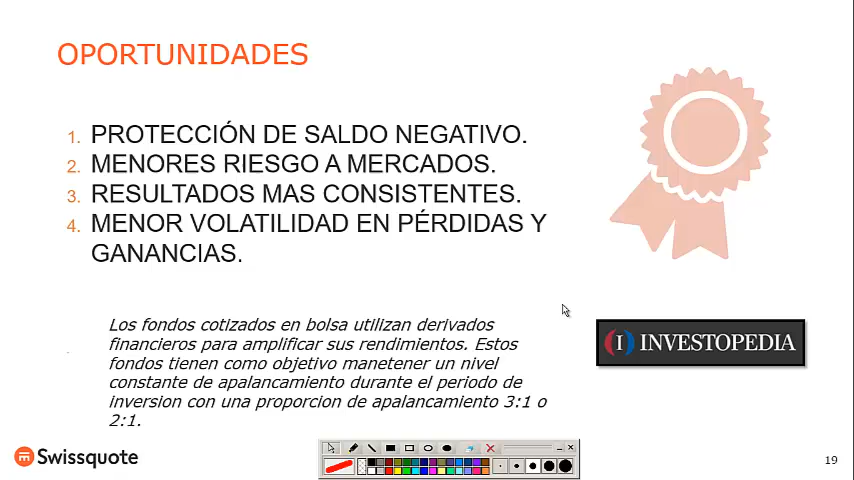 OPORTUNIDADES
1. PROTECCIÓN DE SALDO NEGATIVO.
2. MENORES RIESGO A MERCADOS.
3. RESULTADOS MAS CONSISTENTES.
4. MENOR VOLATILIDAD EN PÉRDIDAS Y
GANANCIAS.
Los fondos cotizados en bolsa utilizan derivados
financieros para amplificar sus rendimientos. Estos
fondos tienen como objetivo manetener un nivel
constante de apalancamiento durante el periodo de
inversion con una proporcion de apalancamiento 3:1 o
2:1.
(I) INVESTOPEDIA
Swissquote
19